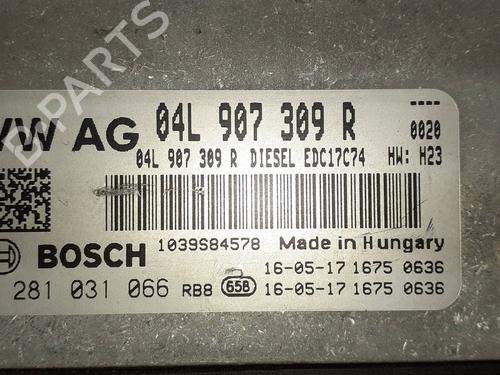 PARTS
VW AG 04L 907 309 R
0020
04L 907 309 R DIESEL EDC17C74 HW: H23
BOSCH 1039S84578 Made in Hungary
281 031 066 RB8 65B 16-05-17 1675 0636
16-05-17 1675 0636